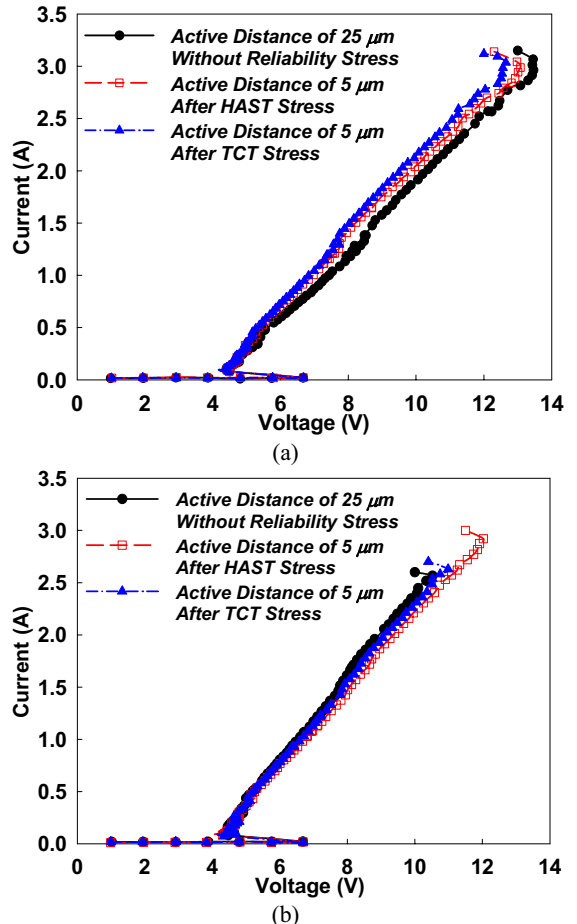 3.5
3.0
2.5
2.0
1.5
1.0
0.5
0.0
Current (A)
Active Distance of 25 μm
Without Reliability Stress
Active Distance of 5 μm
After HAST Stress
Active Distance of 5 μm
After TCT Stress
0 2 4 6 8 10 12 14
Voltage (V)
(a)
3.5
3.0
2.5
2.0
1.5
1.0
0.5
0.0
Current (A)
Active Distance of 25 μm
Without Reliability Stress
Active Distance of 5 μm
After HAST Stress
Active Distance of 5 μm
After TCT Stress
0 2 4 6 8 10 12 14
Voltage (V)
(b)